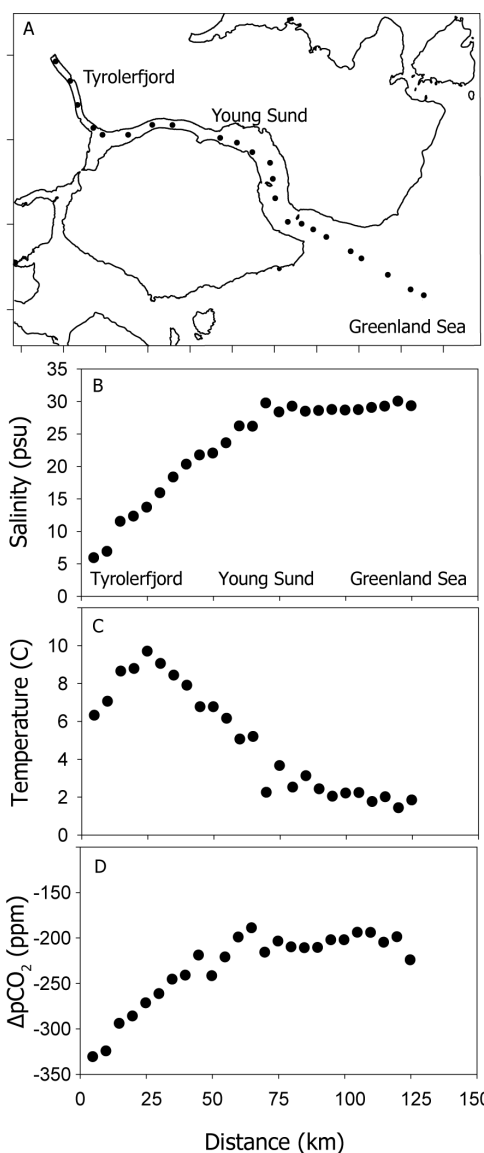 A
Tyrolerfjord
Young Sund
Greenland Sea
35
B
30
25
20
15
10
5
0
Salinity (psu)
Tyrolerfjord Young Sund Greenland Sea
C
10
8
6
4
2
0
Temperature (C)
D
-150
-200
-250
-300
-350
ΔpCO₂ (ppm)
0 25 50 75 100 125 150
Distance (km)